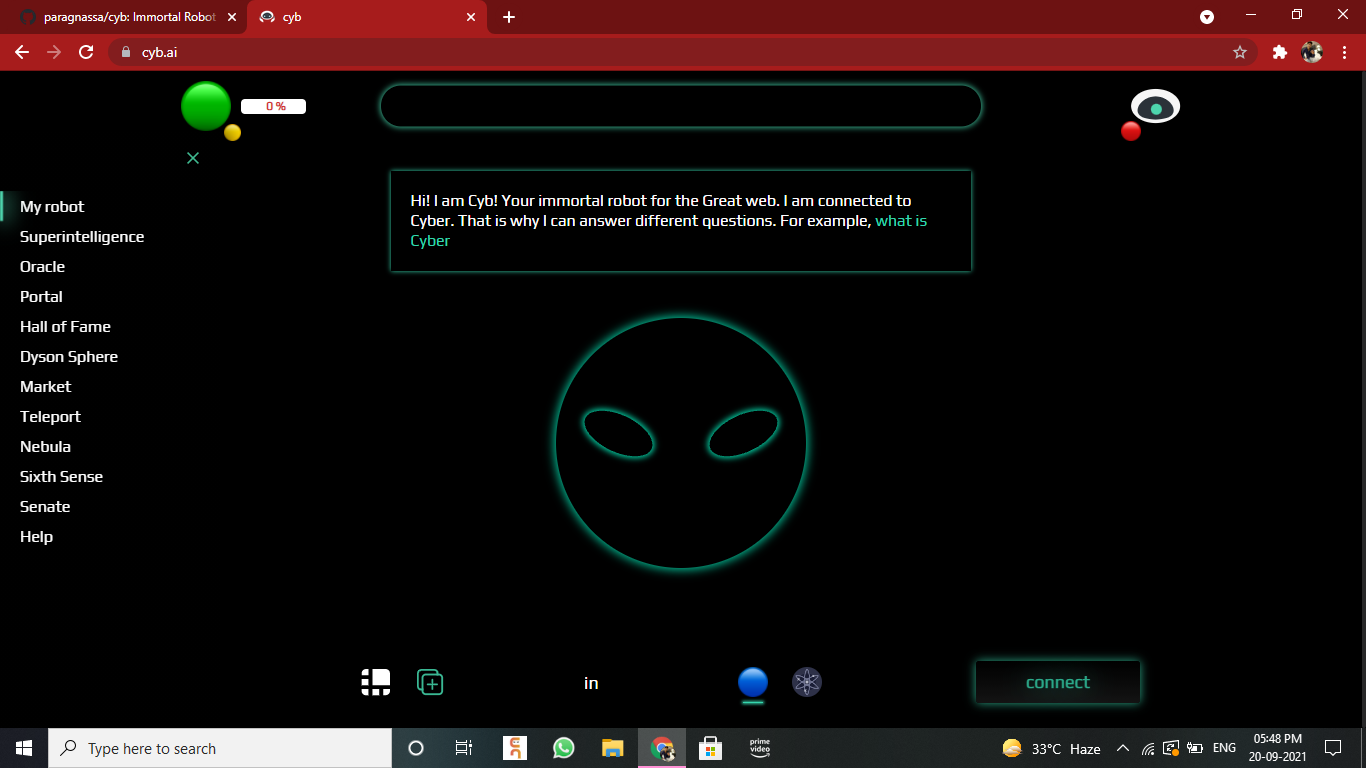 paragnassa/cyb: Immortal Robot
cyb
cyb.ai
0 %
Hi! I am Cyb! Your immortal robot for the Great web. I am connected to
Cyber. That is why I can answer different questions. For example, what is
Cyber
My robot
Superintelligence
Oracle
Portal
Hall of Fame
Dyson Sphere
Market
Teleport
Nebula
Sixth Sense
Senate
Help
in
connect
Type here to search
prime
video
33°C Haze
ENG
05:48 PM
20-09-2021